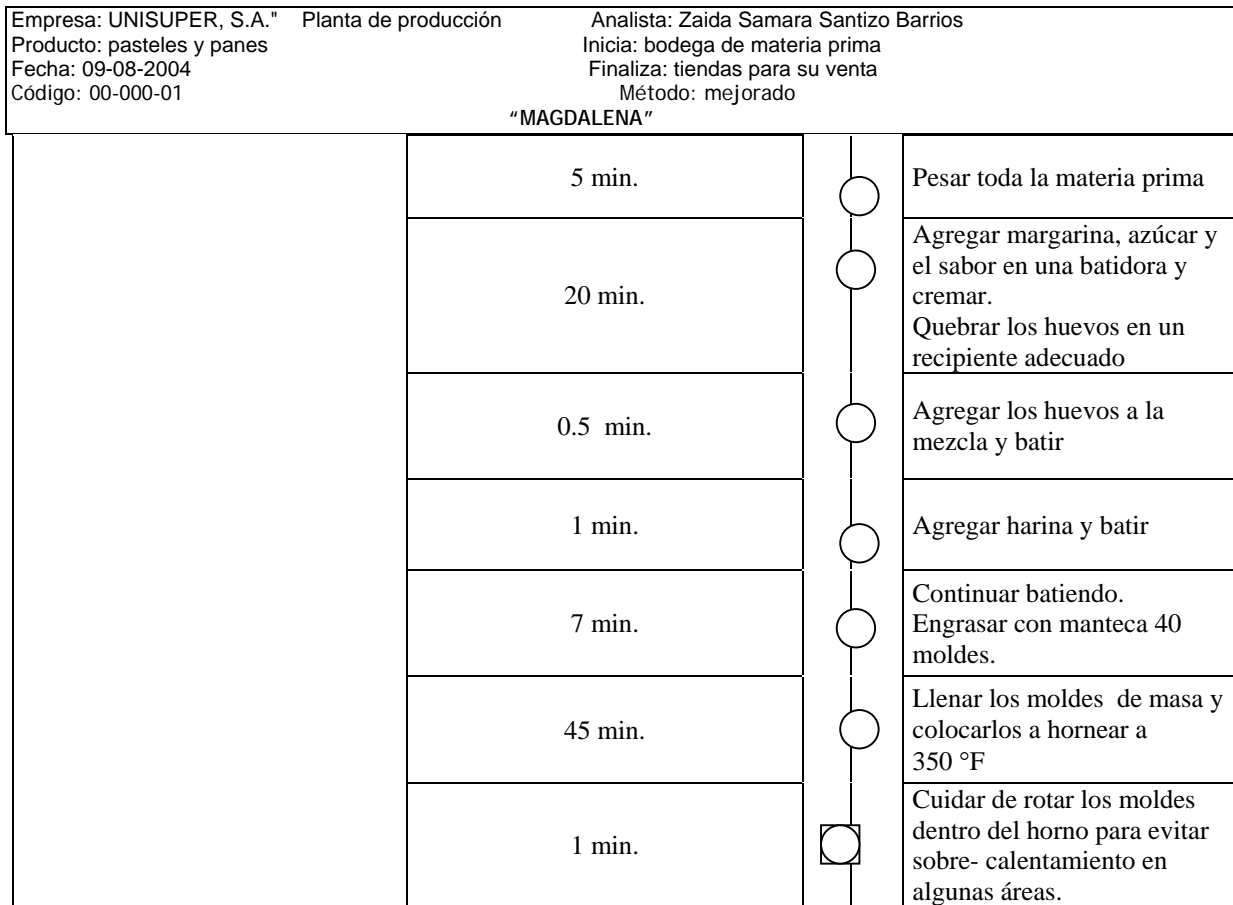 Empresa: UNISUPER, S.A." Planta de producción Analista: Zaida Samara Santizo Barrios
Producto: pasteles y panes Inicia: bodega de materia prima
Fecha: 09-08-2004 Finaliza: tiendas para su venta
Código: 00-000-01 Método: mejorado
"MAGDALENA"
5 min.
Pesar toda la materia prima
20 min.
Agregar margarina, azúcar y
el sabor en una batidora y
cremar.
Quebrar los huevos en un
recipiente adecuado
0.5 min.
Agregar los huevos a la
mezcla y batir
1 min.
Agregar harina y batir
7 min.
Continuar batiendo.
Engrasar con manteca 40
moldes.
45 min.
Llenar los moldes de masa y
colocarlos a hornear a
350 °F
1 min.
Cuidar de rotar los moldes
dentro del horno para evitar
sobre- calentamiento en
algunas áreas.